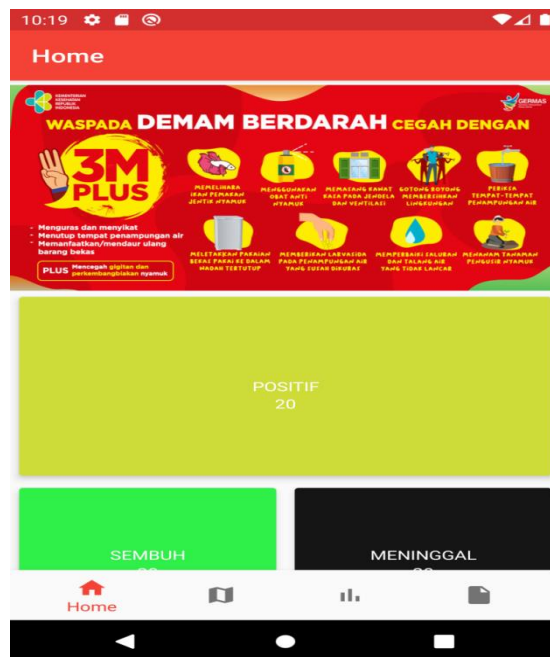 10:19
Home
KEMENTERIAN
KESEHATAN
REPUBLIK
INDONESIA
GERMAS
WASPADA DEMAM BERDARAH CEGAH DENGAN
3M
PLUS
MEMELIHARA
IKAN PEMAKAN
JENTIK NYAMUK
MENGGUNAKAN
OBAT ANTI
NYAMUK
MEMASANG KAWAT
KASA PADA JENDELA
DAN VENTILASI
GOTONG ROYONG
MEMBERSIHKAN
LINGKUNGAN
PERIKSA
TEMPAT-TEMPAT
PENAMPUNGAN AIR
- Menguras dan menyikat
- Menutup tempat penampungan air
- Memanfaatkan/mendaur ulang
barang bekas
PLUS Mencegah gigitan dan
perkembangbiakan nyamuk
MELETAKKAN PAKAIAN
BEKAS PAKAI KE DALAM
WADAH TERTUTUP
MEMBERIKAN LARVASIDA
PADA PENAMPUNGAN AIR
YANG SUSAH DIKURAS
MEMPERBAIKI SALURAN
DAN TALANG AIR
YANG TIDAK LANCAR
MENANAM TANAMAN
PENGUSIR NYAMUK
POSITIF
20
SEMBUH
MENINGGAL
Home